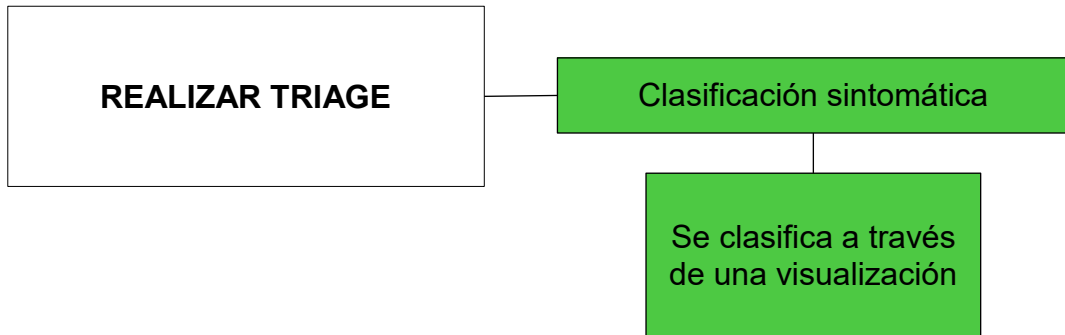 REALIZAR TRIAGE
Clasificación sintomática
Se clasifica a través
de una visualización